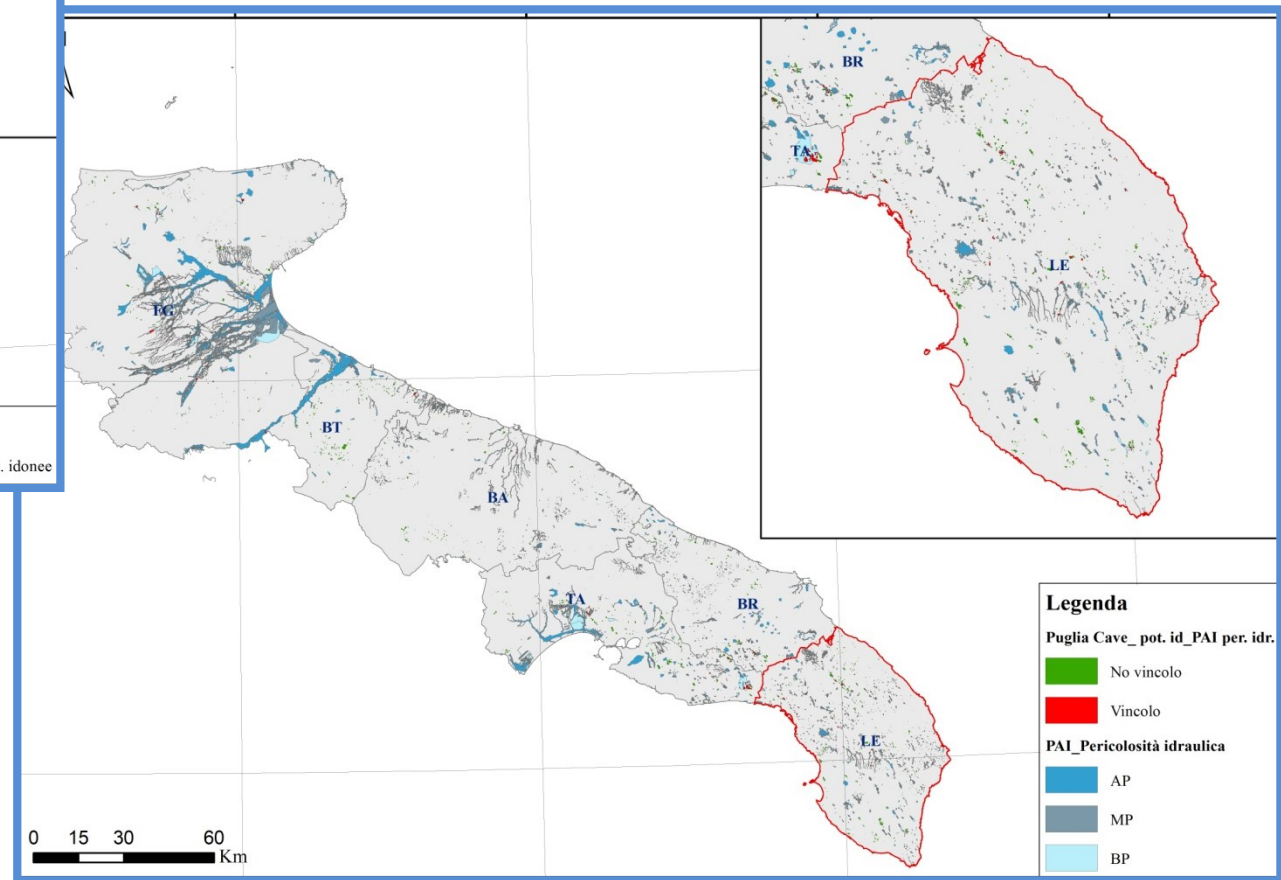 . idonee
FG
BT
BA
TA
BR
LE
BR
TA
LE
0 15 30 60
Km
Legenda
Puglia Cave_ pot. id_PAI per. idr.
No vincolo
Vincolo
PAI_Pericolosità idraulica
AP
MP
BP